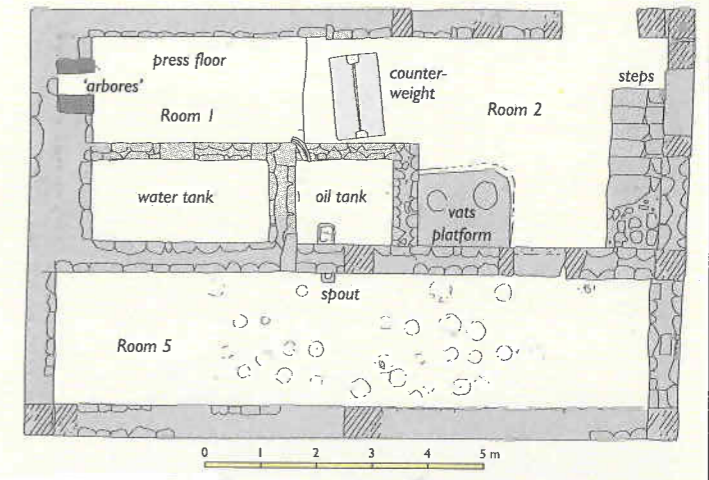 press floor
'arbores'
Room 1
counter-
weight
Room 2
steps
water tank
oil tank
vats
platform
spout
Room 5
0 1 2 3 4 5 m